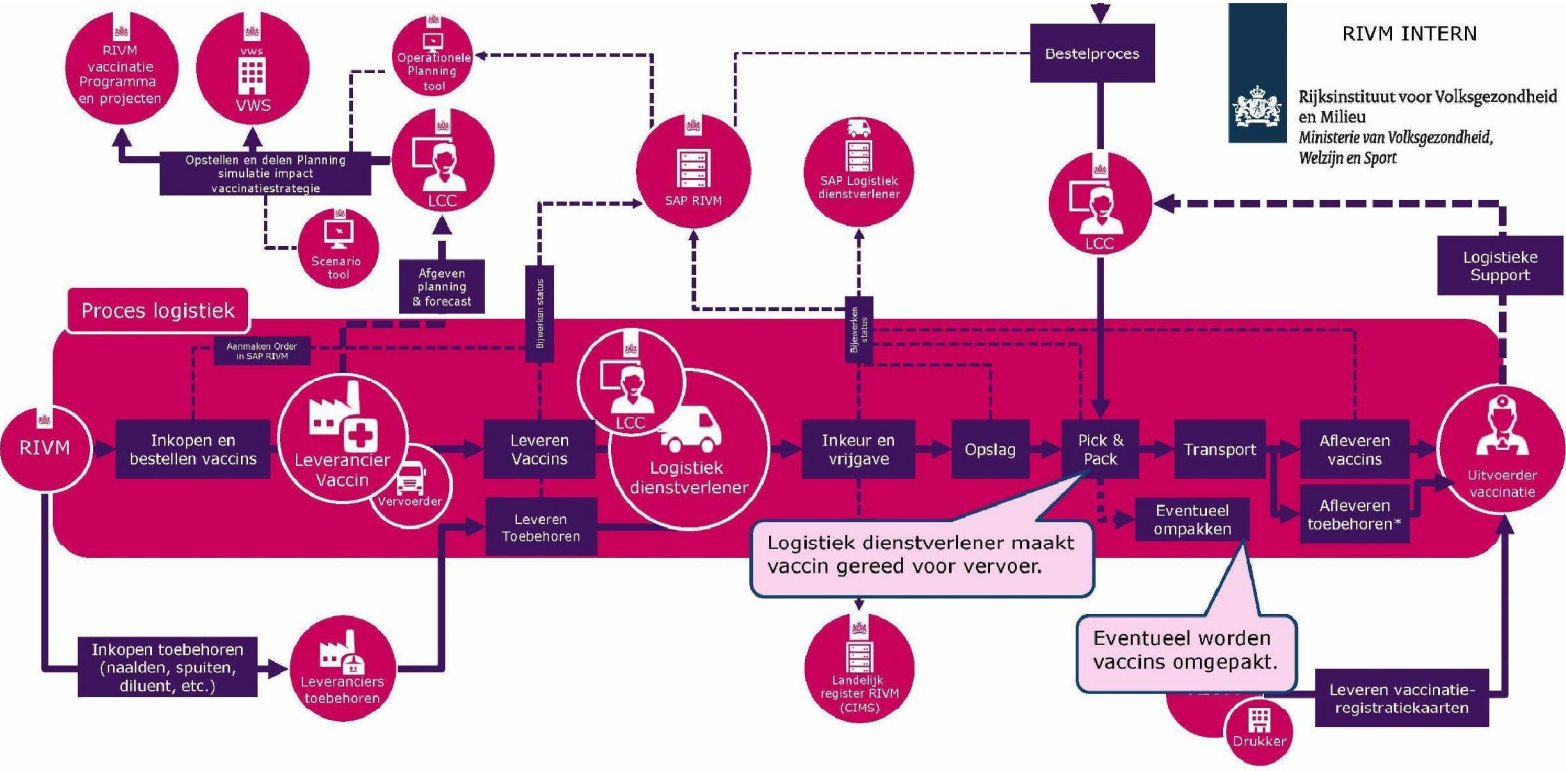 RIVM
vaccinatie
Programma
en projecten
vws
VWS
Operationele
Planning
tool
Bestelproces
RIVM INTERN
Rijksinstituut voor Volksgezondheid
en Milieu
Ministerie van Volksgezondheid,
Welzijn en Sport
Opstellen en delen Planning
simulatie impact
vaccinatiestrategie
LCC
SAP RIVM
SAP Logistiek
dienstverlener
LCC
Scenario
tool
Afgeven
planning
& forecast
Bijwerken status
Logistieke
Support
Proces logistiek
Aanmaken Order
in SAP RIVM
Bijewerken
status
RIVM
Inkopen en
bestellen vaccins
Leverancier
Vaccin
Vervoerder
Leveren
Vaccins
LCC
Logistiek
dienstverlener
Inkeur en
vrijgave
Opslag
Pick &
Pack
Transport
Afleveren
vaccins
Uitvoerder
vaccinatie
Leveren
Toebehoren
Eventueel
ompakken
Afleveren
toebehoren*
Logistiek dienstverlener maakt
vaccin gereed voor vervoer.
Eventueel worden
vaccins omgepakt.
Inkopen toebehoren
(naalden, spuiten,
diluent, etc.)
Leveranciers
toebehoren
Landelijk
register RIVM
(CIMS)
Leveren vaccinatie-
registratiekaarten
Drukker